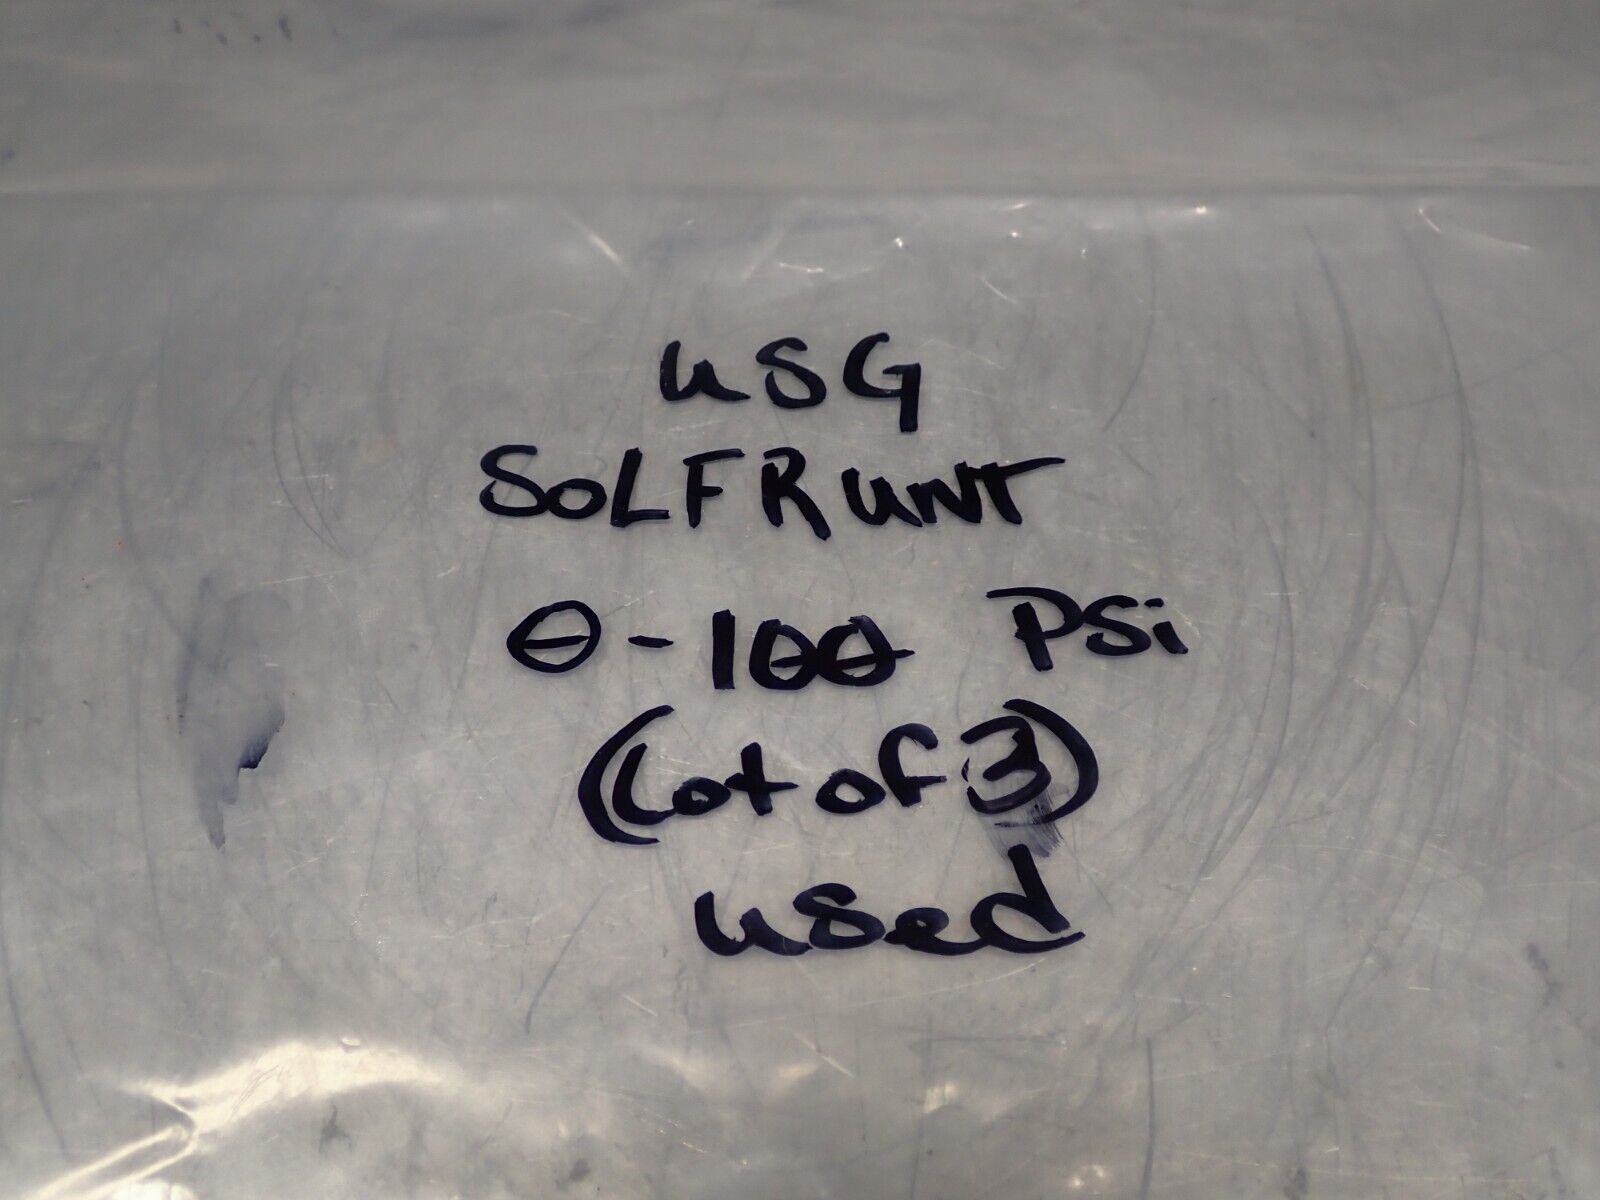 USG
SOLFRUNT
0-100 PSi
(Lot of 3)
used